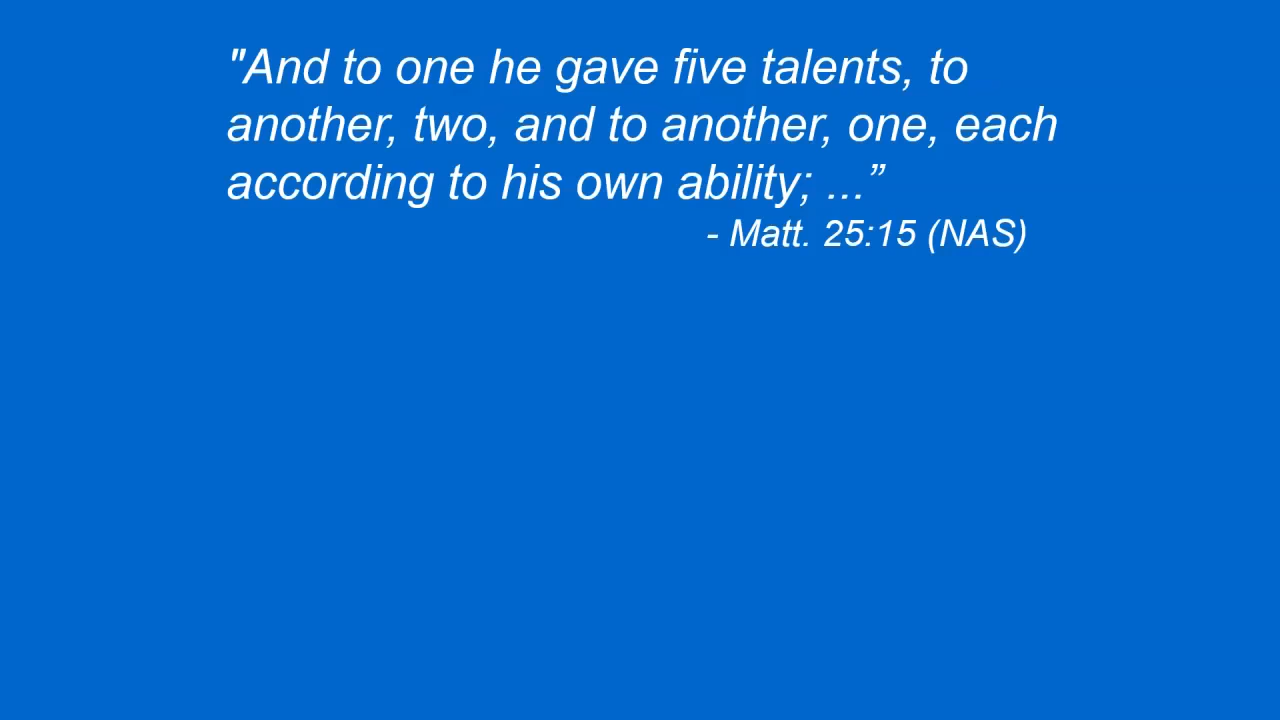 "And to one he gave five talents, to
another, two, and to another, one, each
according to his own ability; ...”
- Matt. 25:15 (NAS)